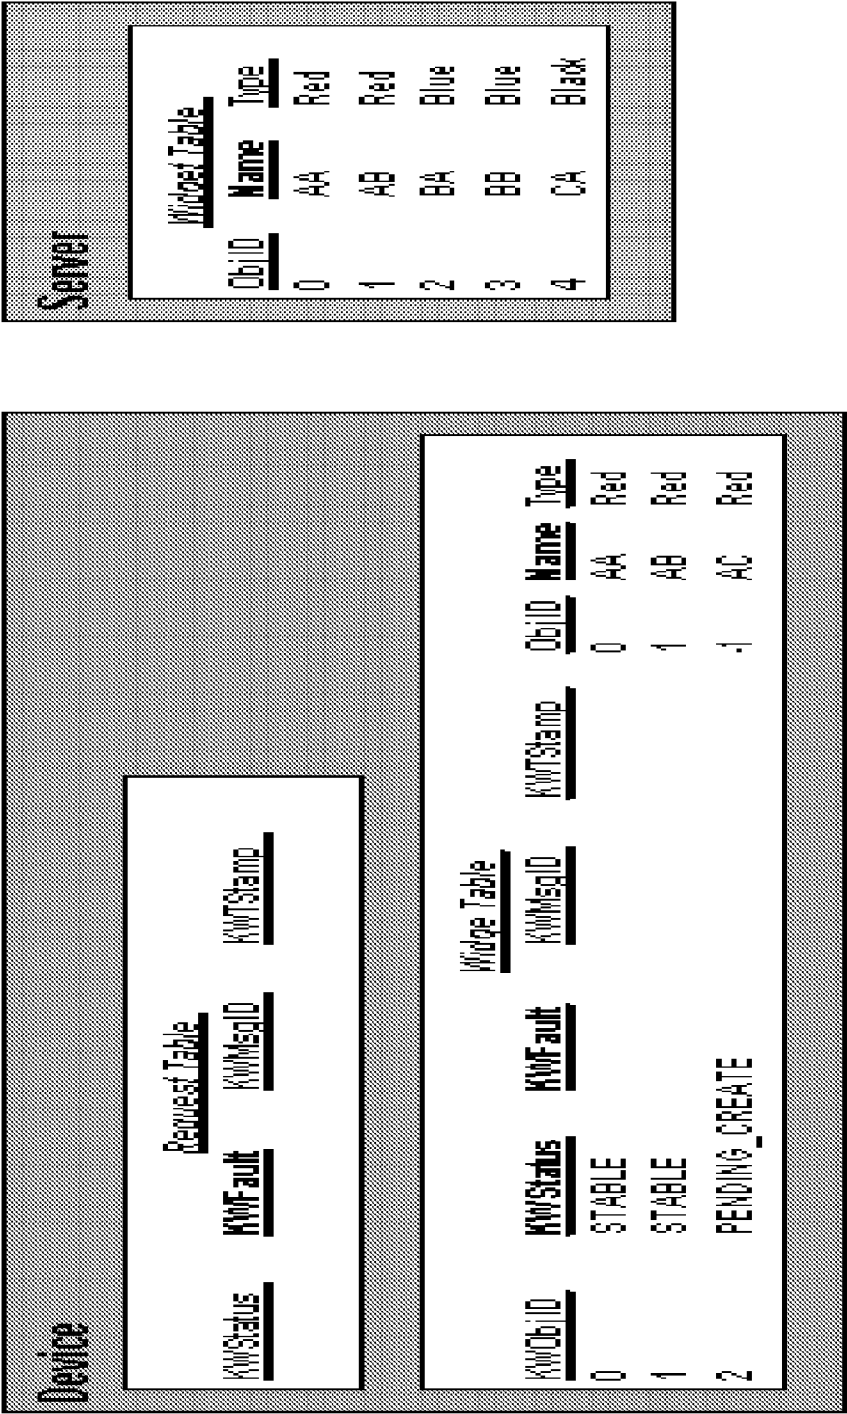 Device
Request Table
KWStatus KWFault KWMsgID KWTStamp
Widge Table
KWObjID KWStatus KWFault KWMsgID KWTStamp ObjID Name Type
0 STABLE 0 AA Red
1 STABLE 1 AB Red
2 PENDING_CREATE -1 AC Red
Server
Widget Table
ObjID Name Type
0 AA Red
1 AB Red
2 BA Blue
3 BB Blue
4 CA Black